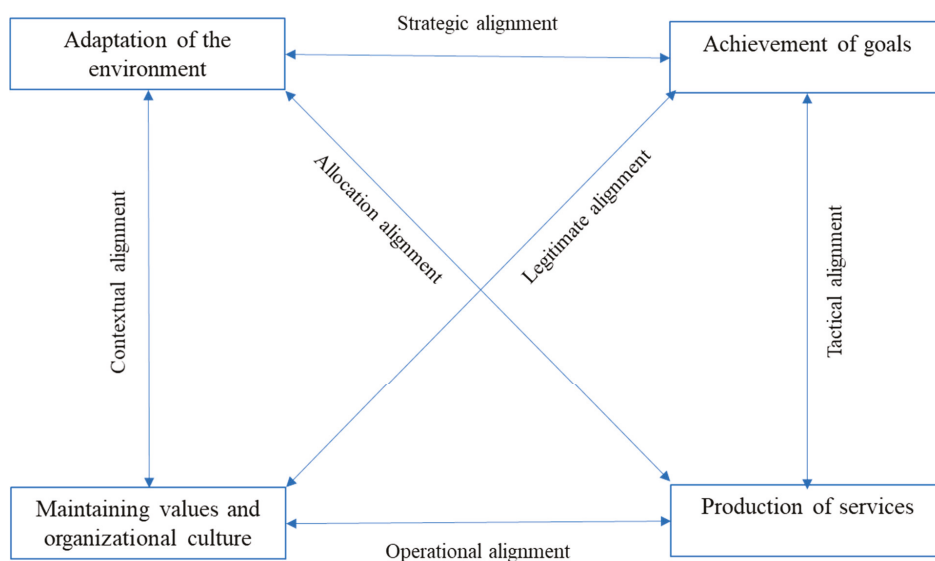 Strategic alignment
Adaptation of the
environment
Achievement of goals
Allocation alignment
Legitimate alignment
Contextual alignment
Tactical alignment
Maintaining values and
organizational culture
Production of services
Operational alignment